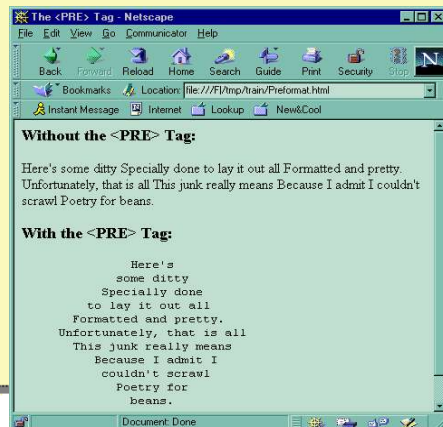 The <PRE> Tag - Netscape
File Edit View Go Communicator Help
Back Forward Reload Home Search Guide Print Security Stop N
Bookmarks Location: file:///F|/tmp/train/Preformat.html
Instant Message Internet Lookup New&Cool
Without the <PRE> Tag:
Here's some ditty Specially done to lay it out all Formatted and pretty.
Unfortunately, that is all This junk really means Because I admit I couldn't
scrawl Poetry for beans.
With the <PRE> Tag:
Here's
some ditty
Specially done
to lay it out all
Formatted and pretty.
Unfortunately, that is all
This junk really means
Because I admit I
couldn't scrawl
Poetry for
beans.
Document: Done